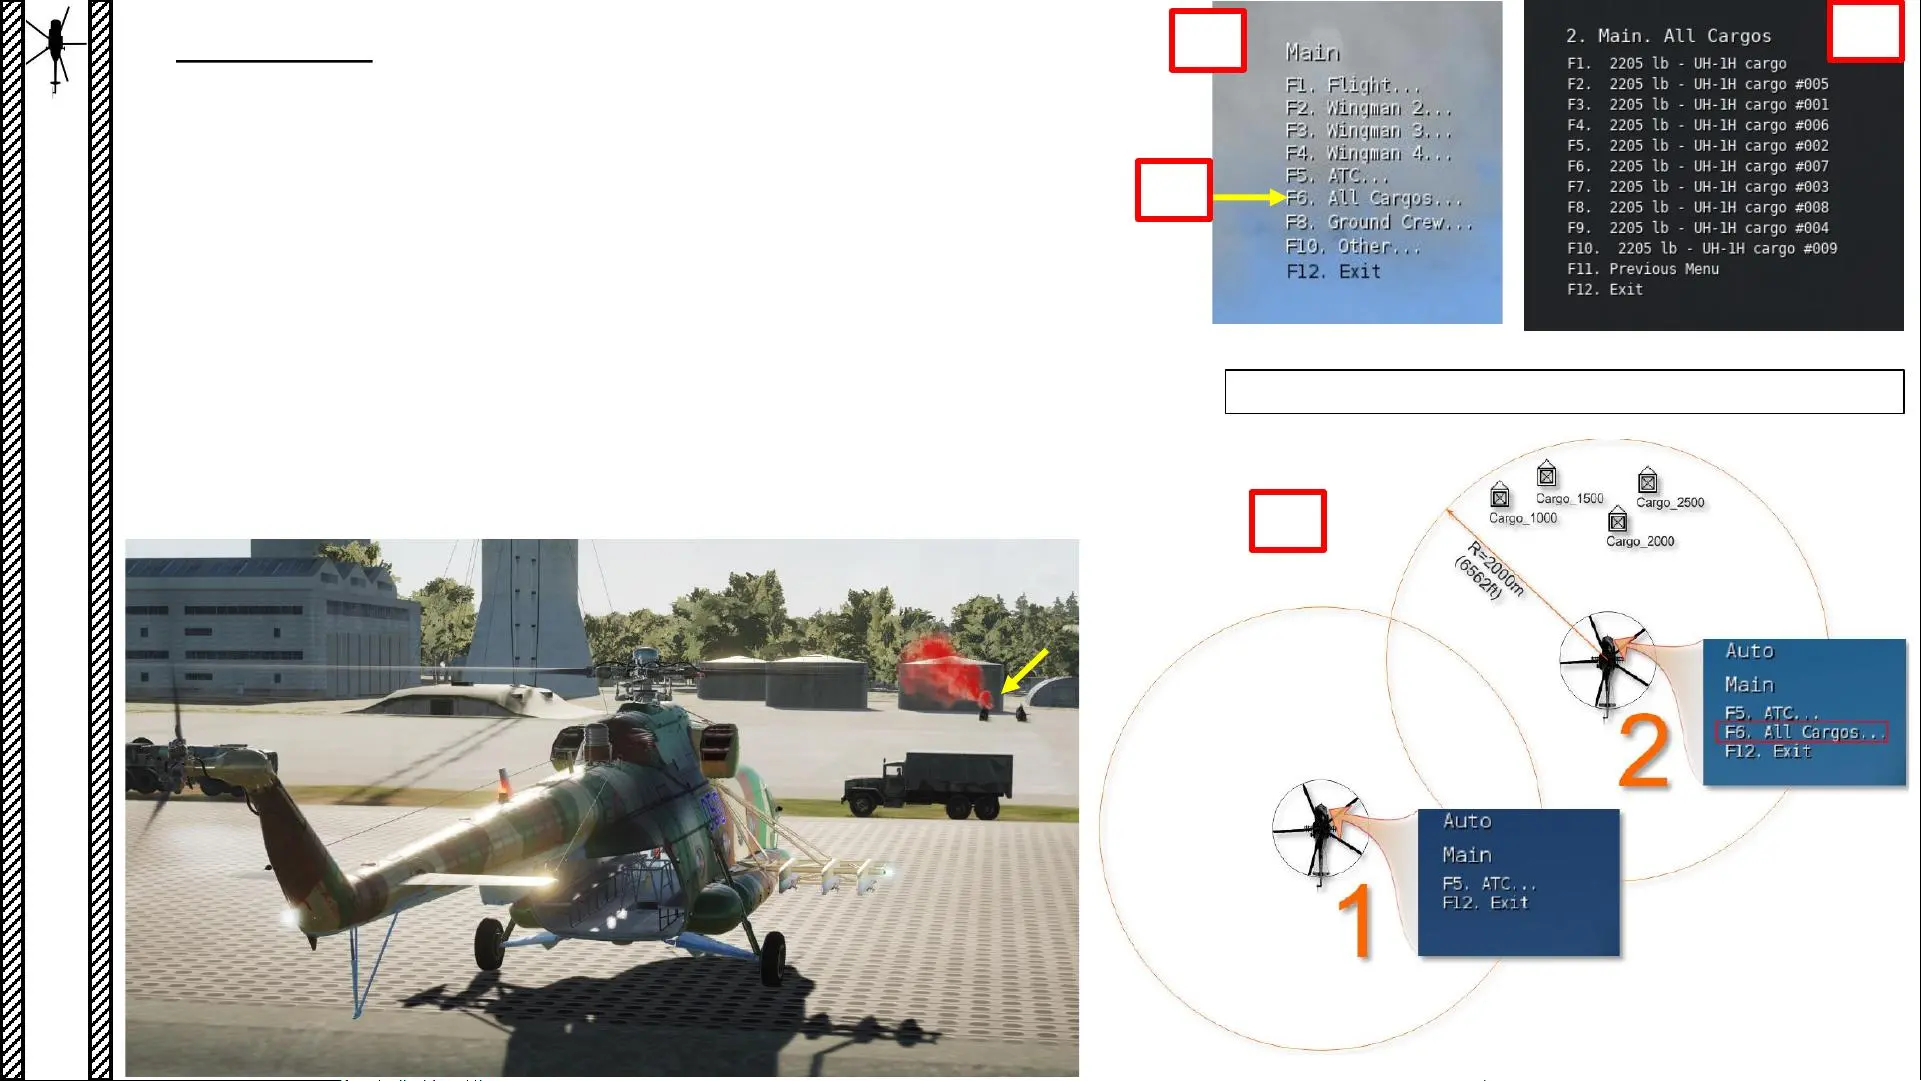 Main
F1. Flight...
F2. Wingman 2...
F3. Wingman 3...
F4. Wingman 4...
F5. ATC...
F6. All Cargos...
F8. Ground Crew...
F10. Other...
F12. Exit
2. Main. All Cargos
F1. 2205 lb - UH-1H cargo
F2. 2205 lb - UH-1H cargo #005
F3. 2205 lb - UH-1H cargo #001
F4. 2205 lb - UH-1H cargo #006
F5. 2205 lb - UH-1H cargo #002
F6. 2205 lb - UH-1H cargo #007
F7. 2205 lb - UH-1H cargo #003
F8. 2205 lb - UH-1H cargo #008
F9. 2205 lb - UH-1H cargo #004
F10. 2205 lb - UH-1H cargo #009
F11. Previous Menu
F12. Exit
Cargo_1500
Cargo_2500
Cargo_1000
Cargo_2000
R=2000m
(6562ft)
Auto
Main
F5. ATC...
F6. All Cargos...
F12. Exit
2
Auto
Main
F5. ATC...
F12. Exit
1